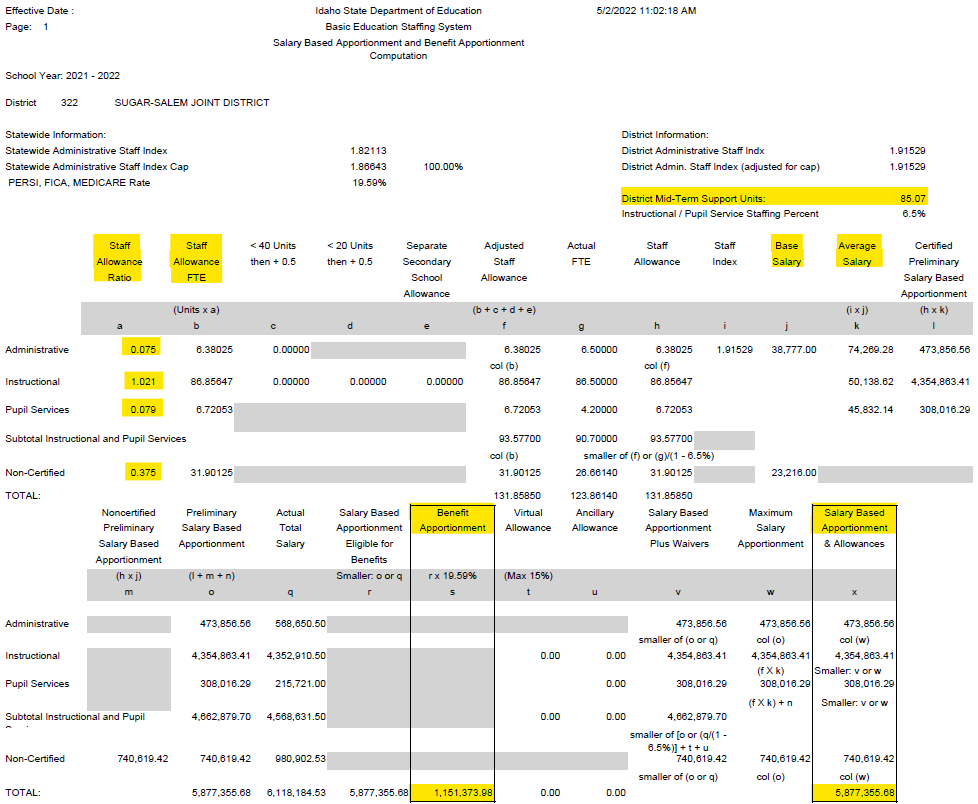 Effective Date : Idaho State Department of Education 5/2/2022 11:02:18 AM
Page: 1 Basic Education Staffing System
Salary Based Apportionment and Benefit Apportionment
Computation
School Year: 2021 - 2022
District 322 SUGAR-SALEM JOINT DISTRICT
Statewide Information: District Information:
Statewide Administrative Staff Index 1.82113 District Administrative Staff Indx 1.91529
Statewide Administrative Staff Index Cap 1.86643 100.00% District Admin. Staff Index (adjusted for cap) 1.91529
PERSI, FICA, MEDICARE Rate 19.59%
District Mid-Term Support Units: 85.07
Instructional / Pupil Service Staffing Percent 6.5%
Staff Staff < 40 Units < 20 Units Separate Adjusted Actual Staff Staff Base Average Certified
Allowance Allowance then + 0.5 then + 0.5 Secondary Staff FTE Allowance Index Salary Salary Preliminary
Ratio FTE School Allowance Salary Based
Allowance Apportionment
(Units x a) (b + c + d + e) (i x j) (h x k)
a b c d e f g h i j k l
Administrative 0.075 6.38025 0.00000 6.38025 6.50000 6.38025 1.91529 38,777.00 74,269.28 473,856.56
col (b) col (f)
Instructional 1.021 86.85647 0.00000 0.00000 0.00000 86.85647 86.50000 86.85647 50,138.62 4,354,863.41
Pupil Services 0.079 6.72053 6.72053 4.20000 6.72053 45,832.14 308,016.29
Subtotal Instructional and Pupil Services 93.57700 90.70000 93.57700
col (b) smaller of (f) or (g)/(1 - 6.5%)
Non-Certified 0.375 31.90125 31.90125 26.66140 31.90125 23,216.00
TOTAL: 131.85850 123.86140 131.85850
Noncertified Preliminary Actual Salary Based Benefit Virtual Ancillary Salary Based Maximum Salary Based
Preliminary Salary Based Total Apportionment Apportionment Allowance Allowance Apportionment Salary Apportionment
Salary Based Apportionment Salary Eligible for Plus Waivers Apportionment & Allowances
Apportionment Benefits
(h x j) (l + m + n) Smaller: o or q r x 19.59% (Max 15%)
m o q r s t u v w x
Administrative 473,856.56 568,650.50 473,856.56 473,856.56 473,856.56
smaller of (o or q) col (o) col (w)
Instructional 4,354,863.41 4,352,910.50 0.00 0.00 4,354,863.41 4,354,863.41 4,354,863.41
(f X k) Smaller: v or w
Pupil Services 308,016.29 215,721.00 0.00 308,016.29 308,016.29 308,016.29
(f X k) + n Smaller: v or w
Subtotal Instructional and Pupil 4,662,879.70 4,568,631.50 0.00 0.00 4,662,879.70
smaller of [o or (q/(1 -
6.5%)] + t + u
Non-Certified 740,619.42 740,619.42 980,902.53 740,619.42 740,619.42 740,619.42
smaller of (o or q) col (o) col (w)
TOTAL: 5,877,355.68 6,118,184.53 5,877,355.68 1,151,373.98 0.00 0.00 5,877,355.68